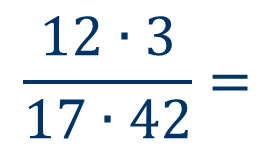 12 · 3
17 · 42 =